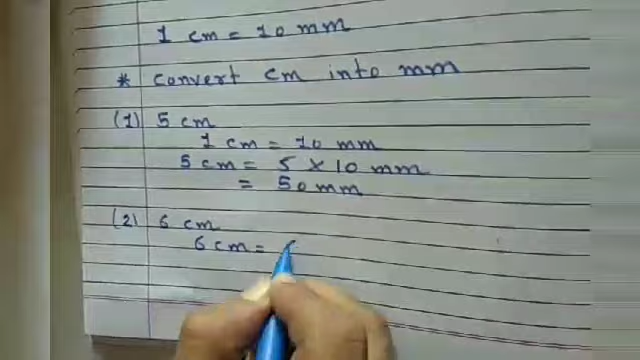 1 cm = 10 mm
* convert cm into mm
(1) 5 cm
1 cm = 10 mm
5 cm = 5 × 10 mm
= 50 mm
(2) 6 cm
6 cm =